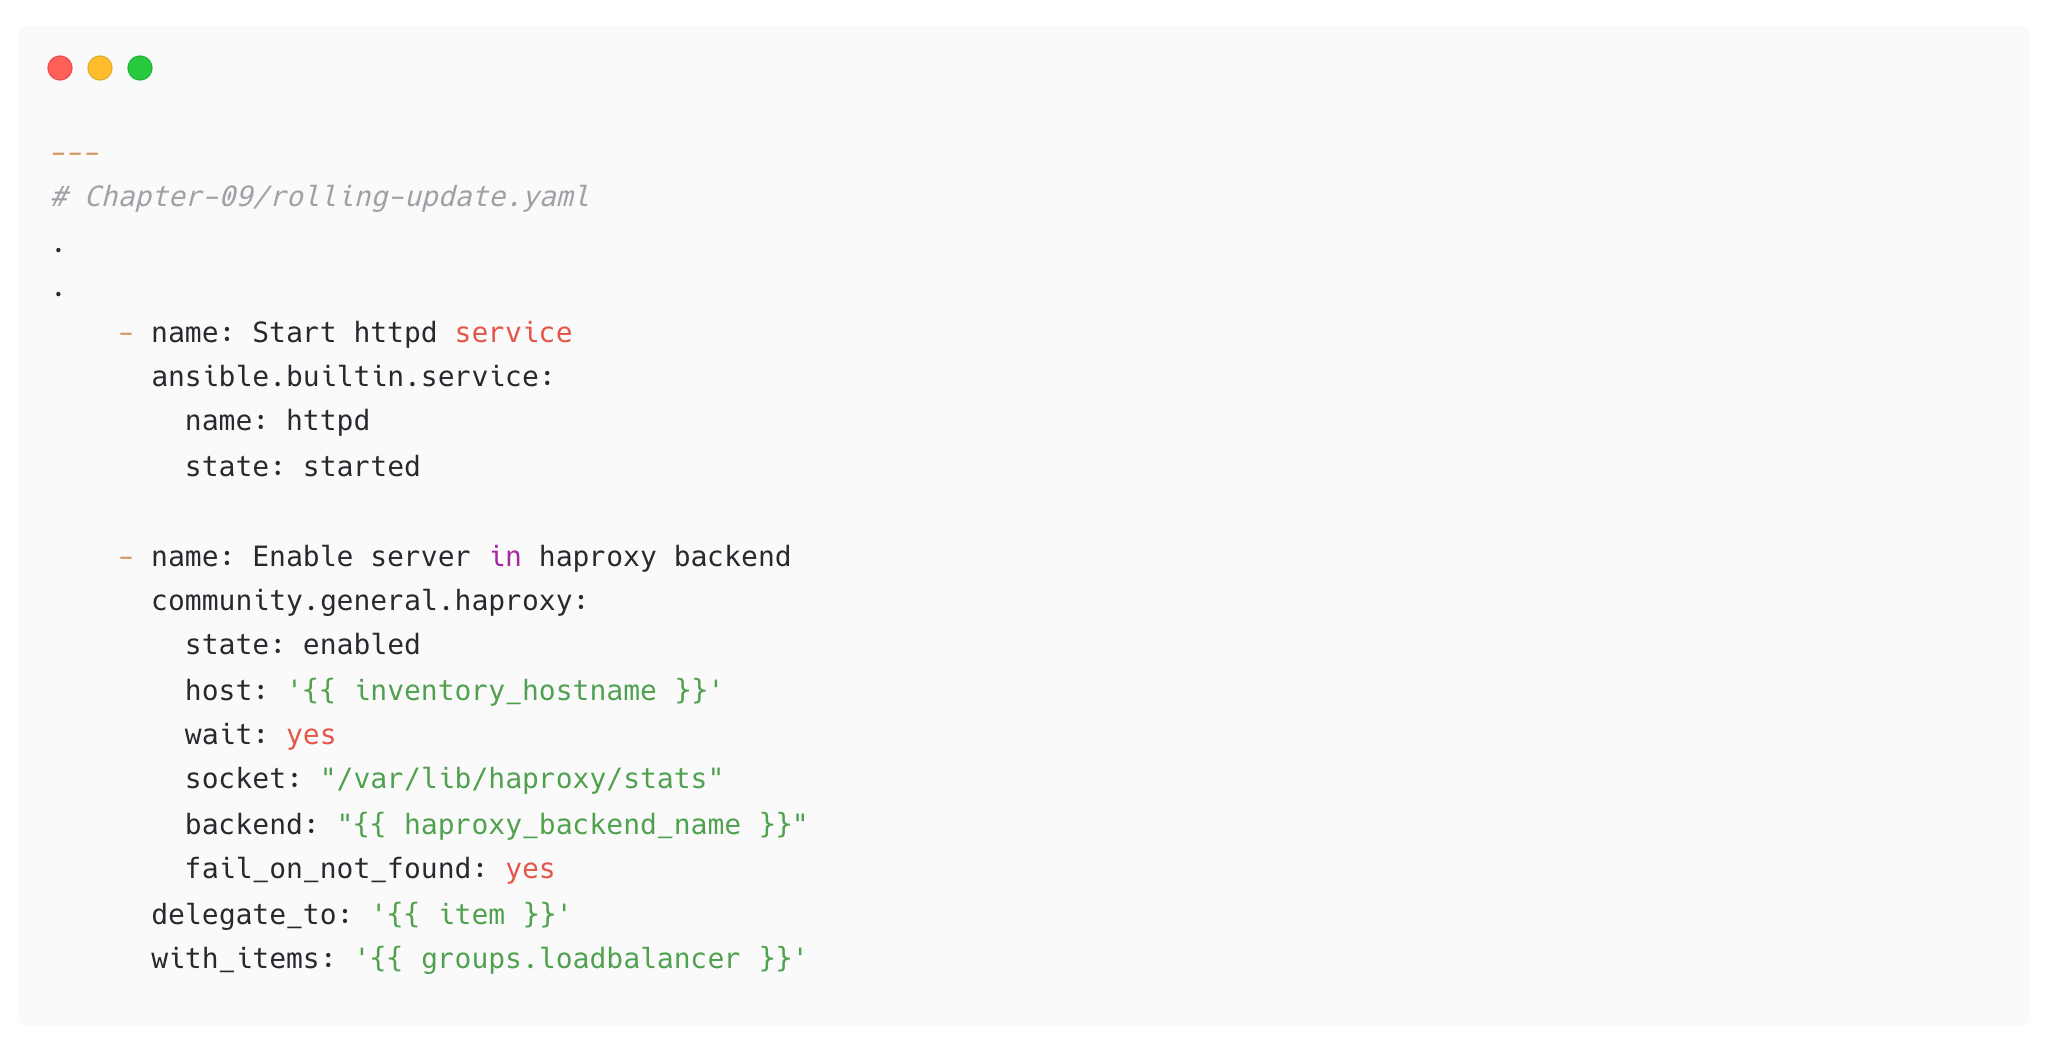 ---
# Chapter-09/rolling-update.yaml
.
.
    - name: Start httpd service
      ansible.builtin.service:
        name: httpd
        state: started

    - name: Enable server in haproxy backend
      community.general.haproxy:
        state: enabled
        host: '{{ inventory_hostname }}'
        wait: yes
        socket: "/var/lib/haproxy/stats"
        backend: "{{ haproxy_backend_name }}"
        fail_on_not_found: yes
      delegate_to: '{{ item }}'
      with_items: '{{ groups.loadbalancer }}'